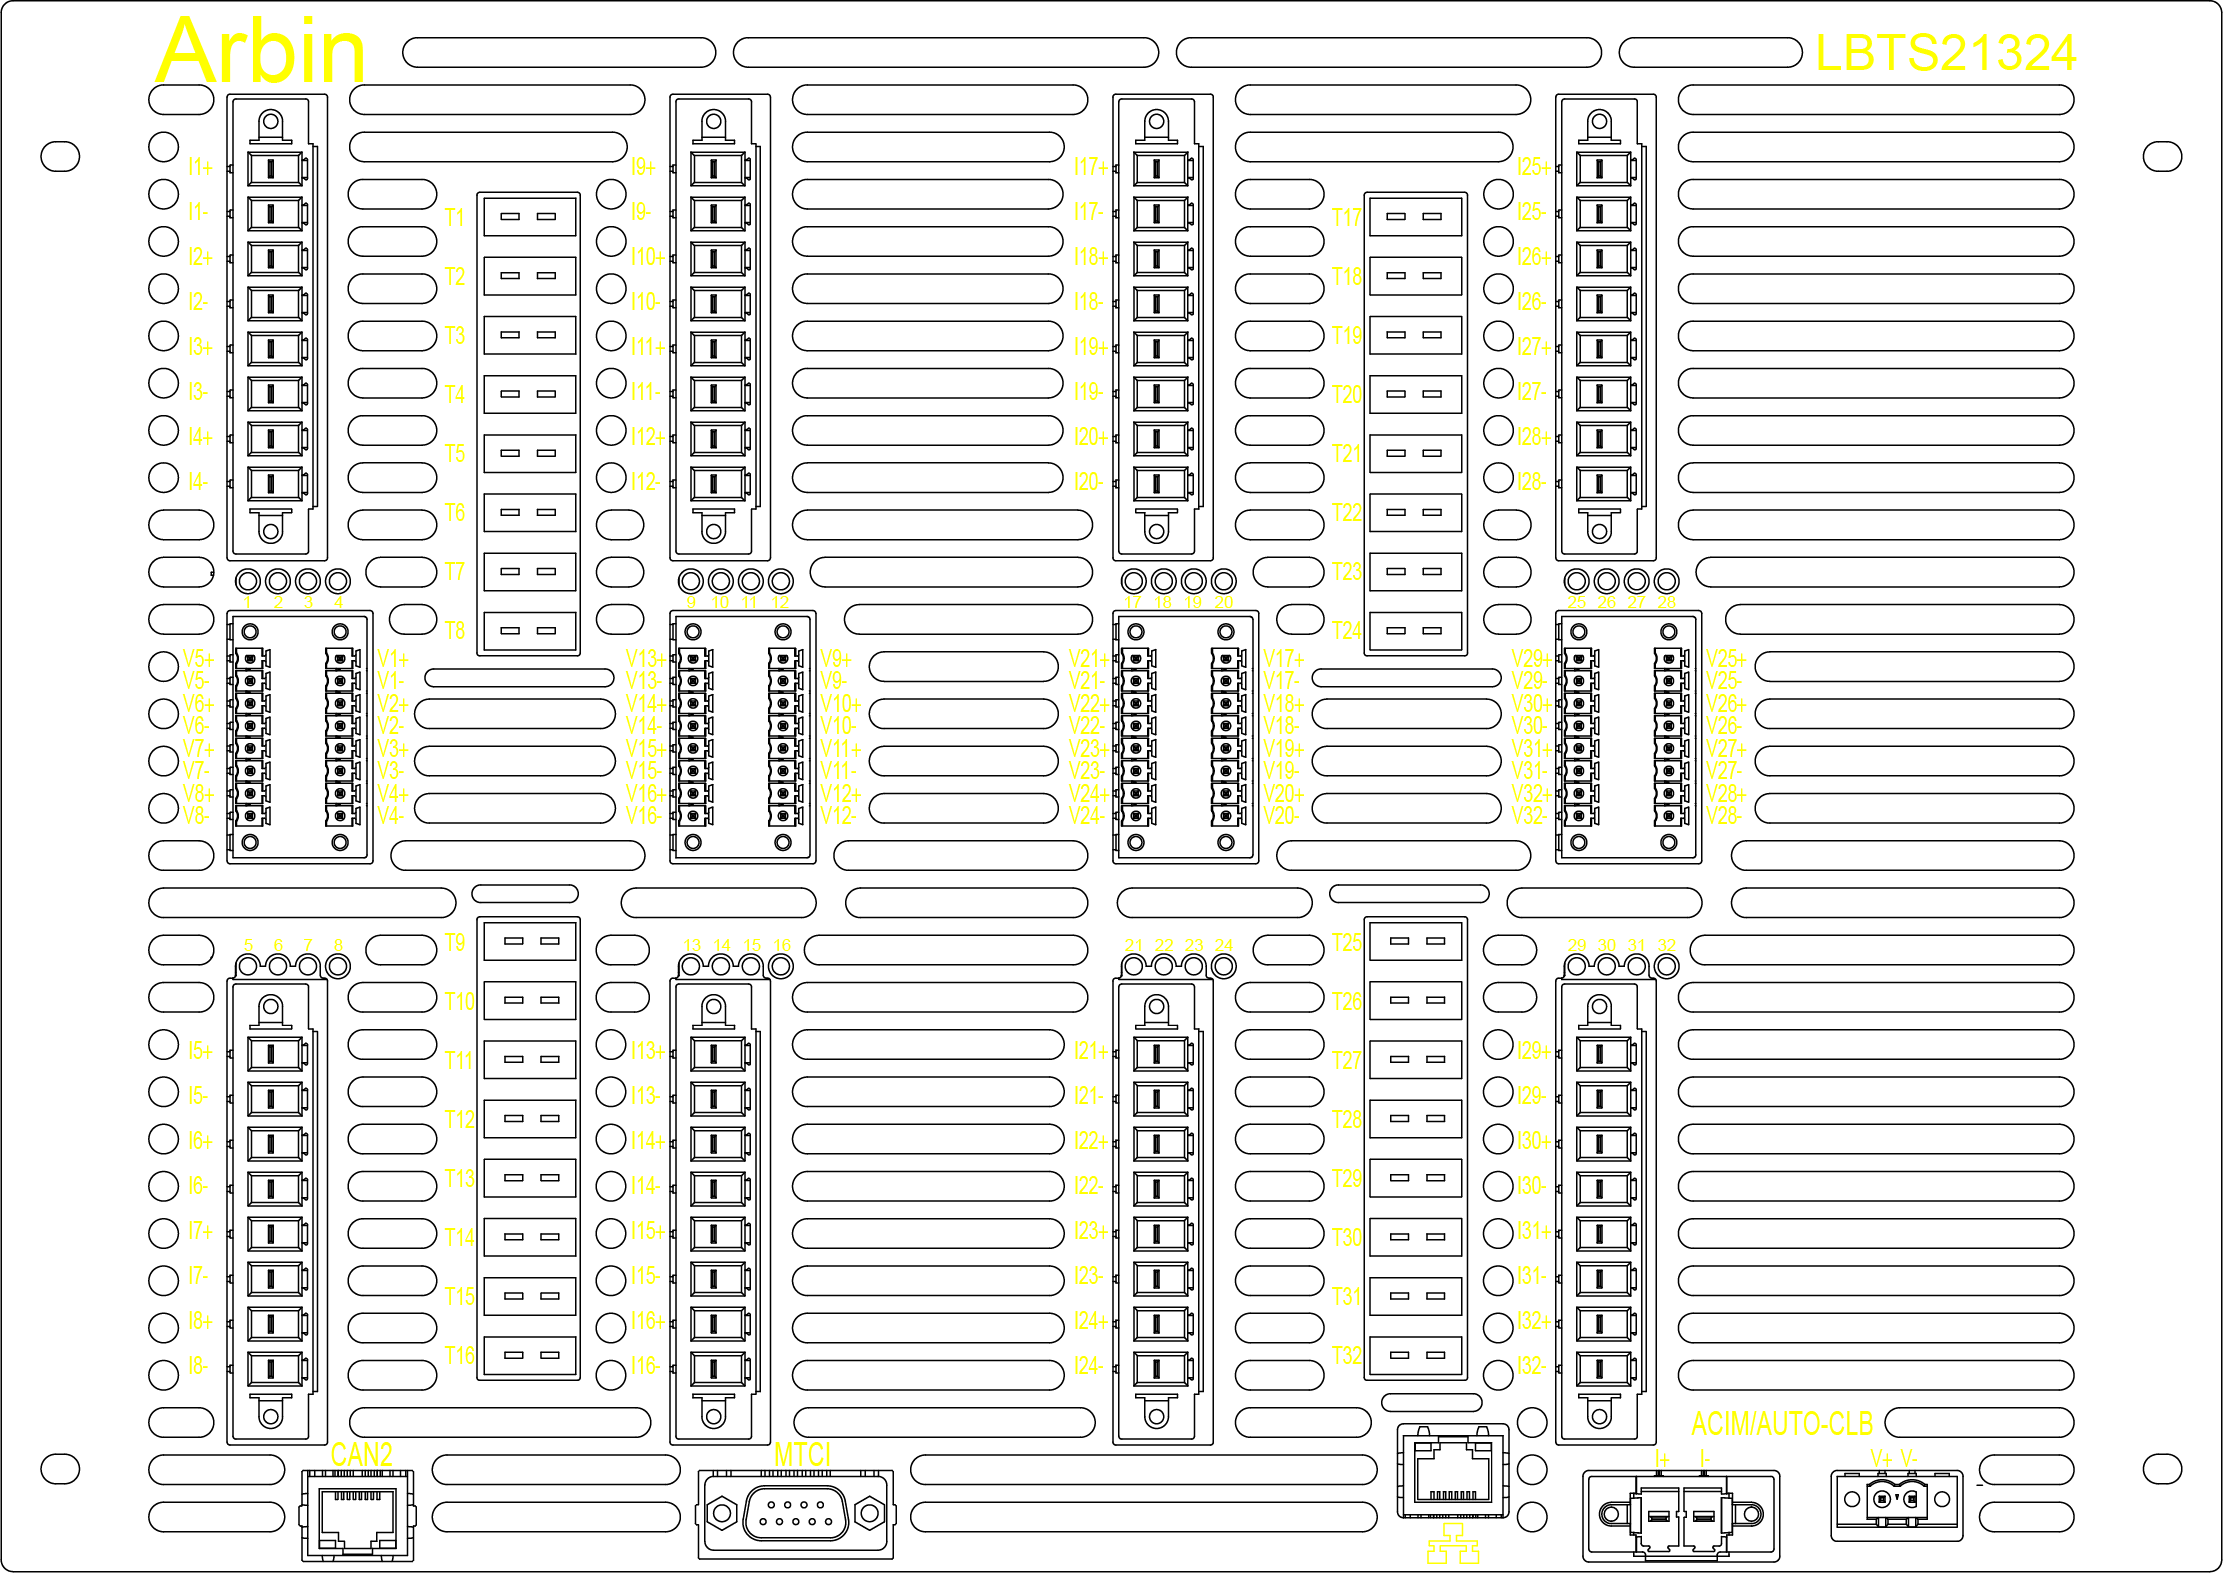 Arbin
LBTS21324
I1+ I9+ I17+ I25+
I1- T1 I9- I17- T17 I25-
I2+ T2 I10+ I18+ T18 I26+
I2- I10- I18- I26-
I3+ T3 I11+ I19+ T19 I27+
I3- T4 I11- I19- T20 I27-
I4+ T5 I12+ I20+ T21 I28+
I4- T6 I12- I20- T22 I28-
T7 T23
1 2 3 4 9 10 11 12 17 18 19 20 25 26 27 28
T8 T24
V5+ V1+ V13+ V9+ V21+ V17+ V29+ V25+
V5- V1- V13- V9- V21- V17- V29- V25-
V6+ V2+ V14+ V10+ V22+ V18+ V30+ V26+
V6- V2- V14- V10- V22- V18- V30- V26-
V7+ V3+ V15+ V11+ V23+ V19+ V31+ V27+
V7- V3- V15- V11- V23- V19- V31- V27-
V8+ V4+ V16+ V12+ V24+ V20+ V32+ V28+
V8- V4- V16- V12- V24- V20- V32- V28-
5 6 7 8 T9 13 14 15 16 21 22 23 24 T25 29 30 31 32
T10 T26
I5+ T11 I13+ I21+ T27 I29+
I5- T12 I13- I21- T28 I29-
I6+ I14+ I22+ I30+
I6- T13 I14- I22- T29 I30-
I7+ T14 I15+ I23+ T30 I31+
I7- T15 I15- I23- T31 I31-
I8+ I16+ I24+ I32+
I8- T16 I16- I24- T32 I32-
ACIM/AUTO-CLB
CAN2 MTCI I+ I- V+ V-